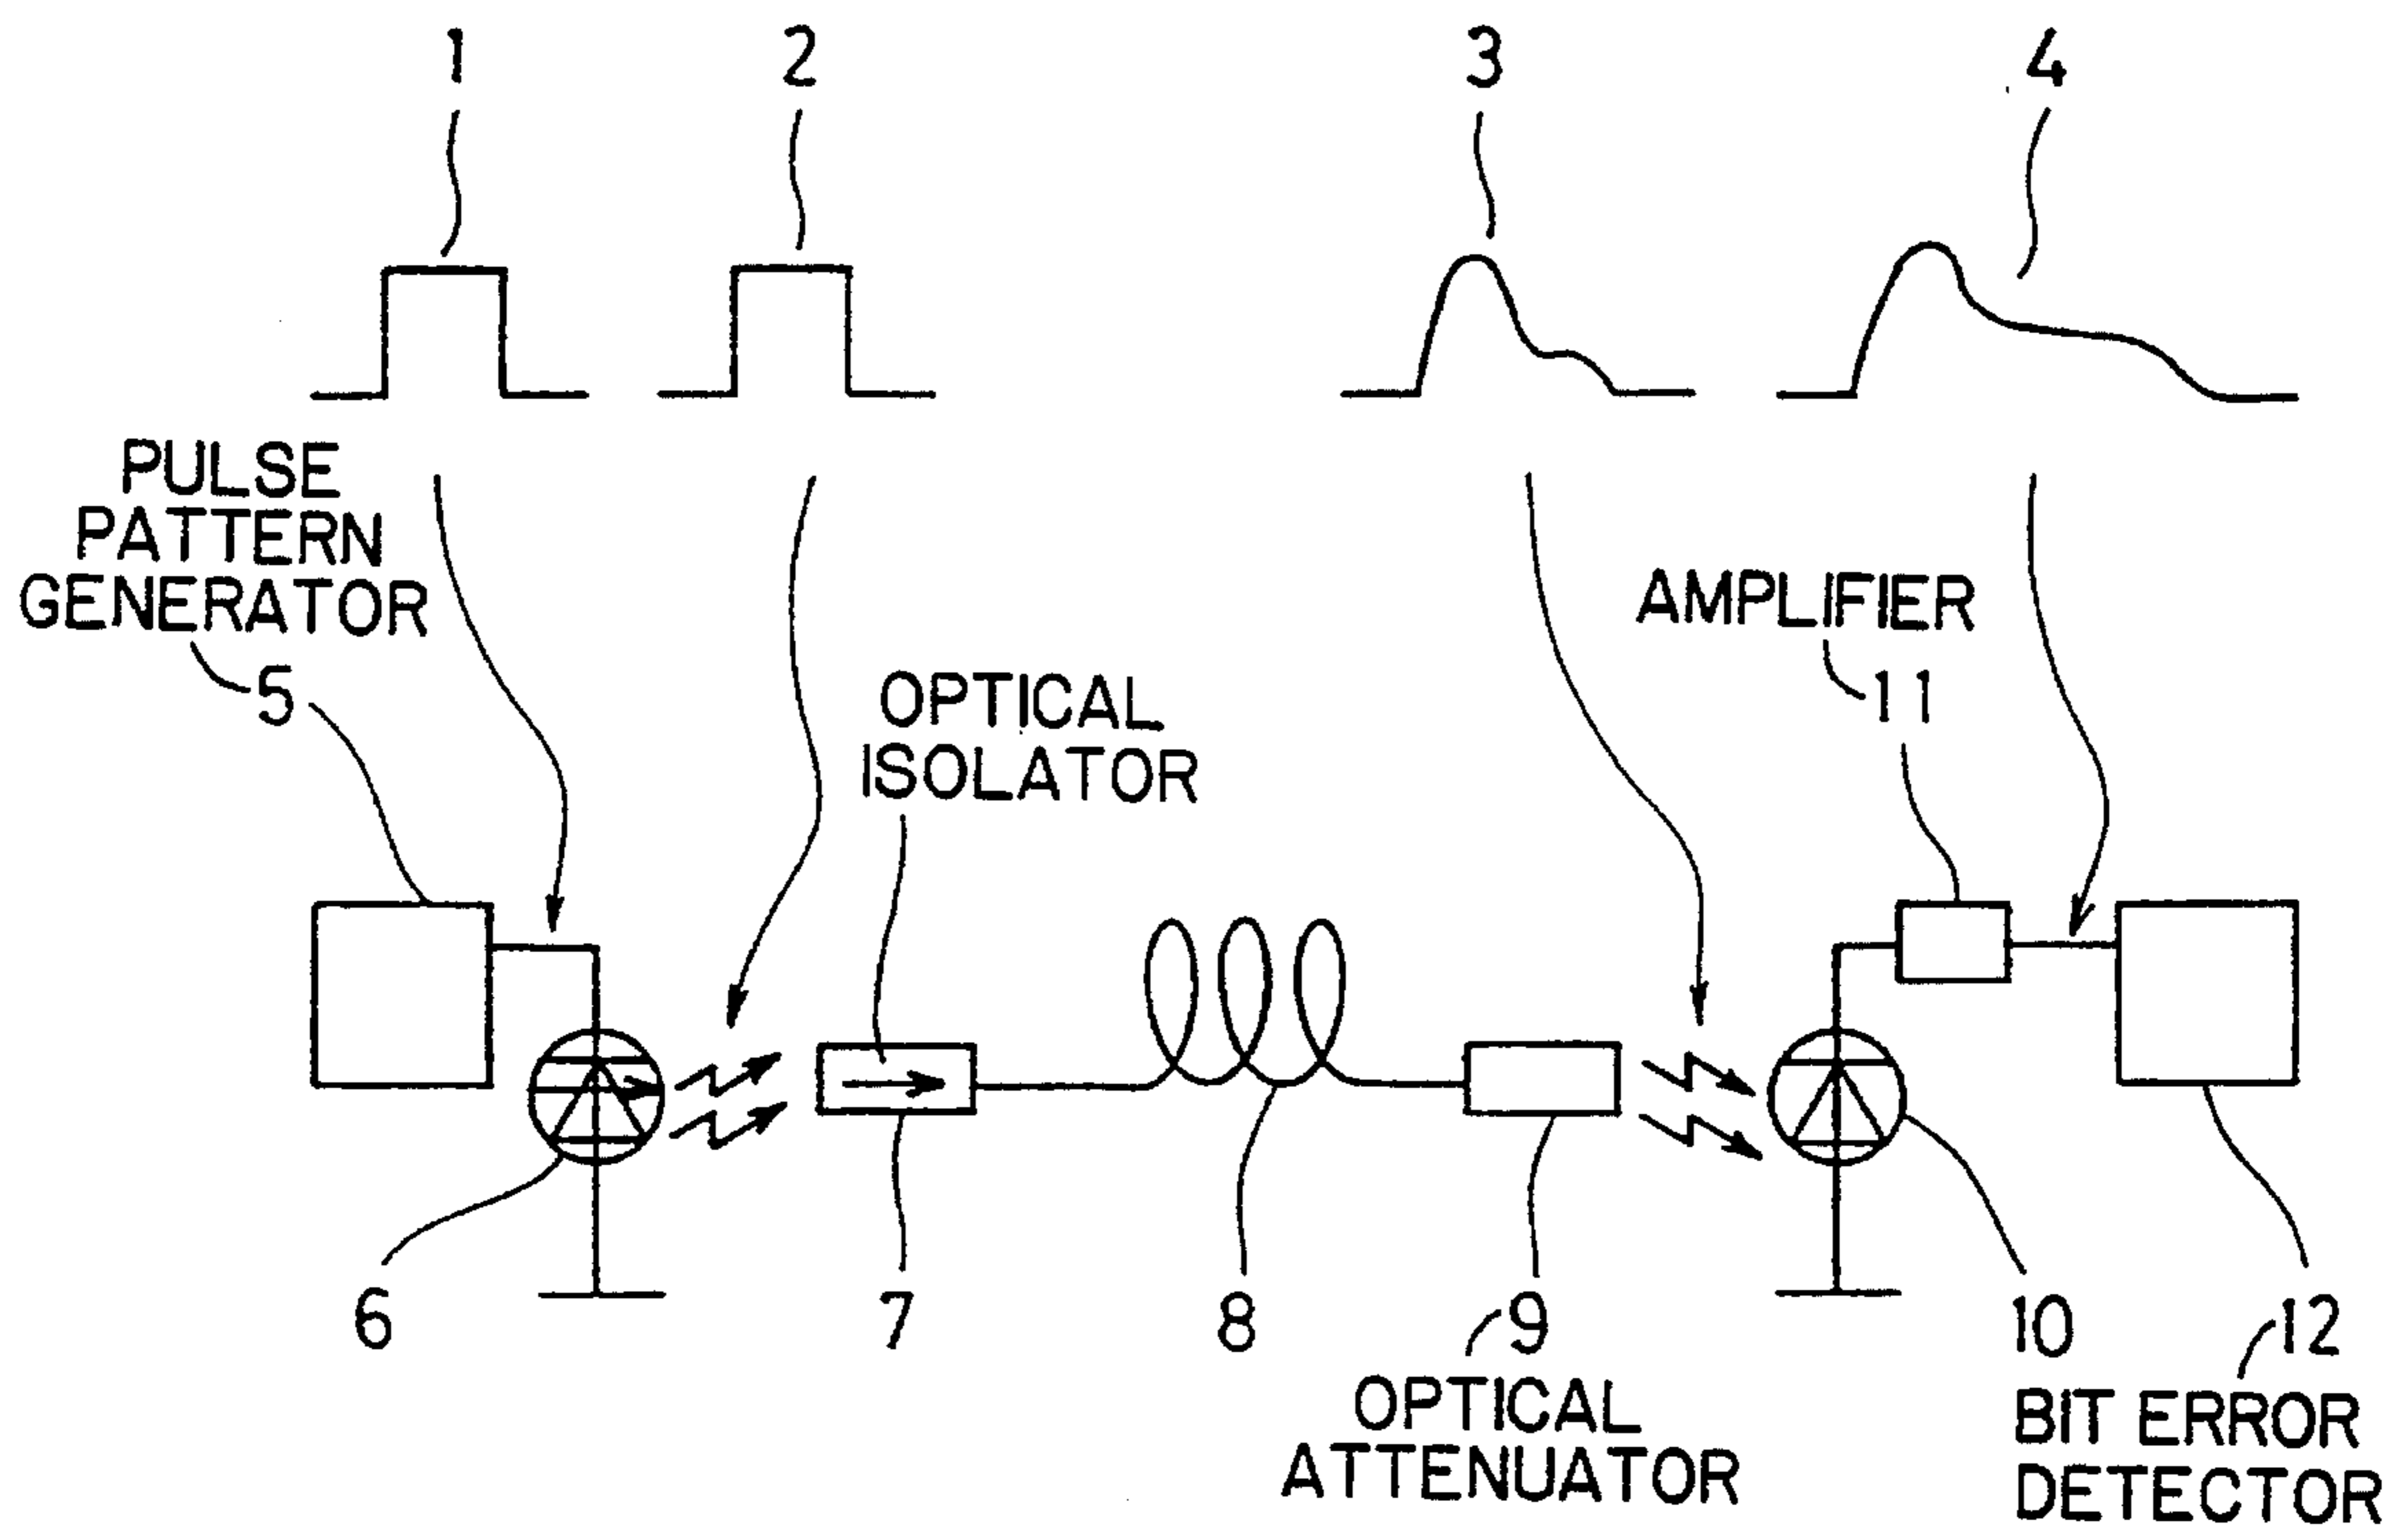 1
2
3
4
PULSE
PATTERN
GENERATOR
5
AMPLIFIER
11
OPTICAL
ISOLATOR
6
7
8
9
10
12
OPTICAL
ATTENUATOR
BIT ERROR
DETECTOR